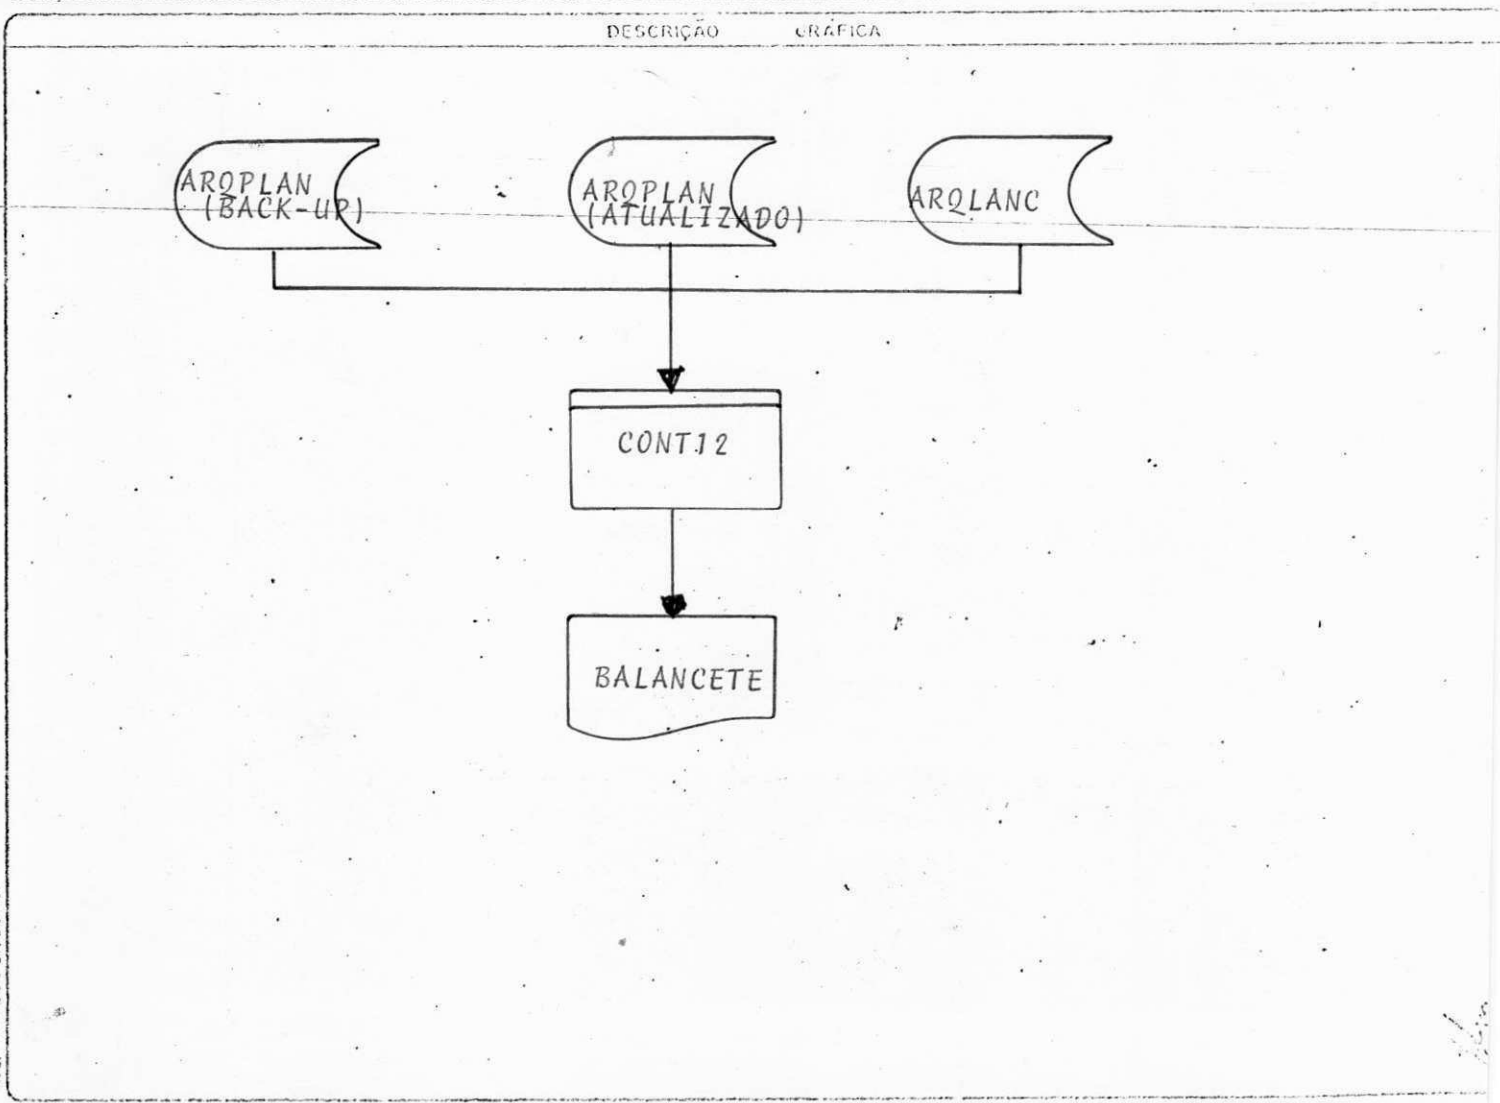 DESCRIÇÃO GRÁFICA
ARQPLAN
(BACK-UP)
ARQPLAN
(ATUALIZADO)
ARQLANC
CONT12
BALANCETE